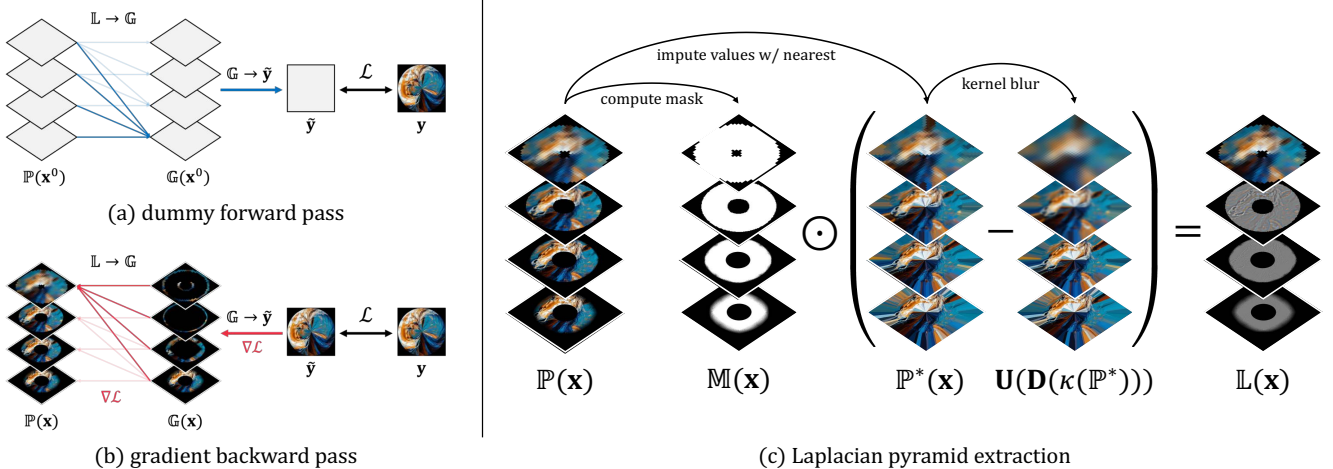 𝕃 → 𝔾
𝔾 → ỹ
ℒ
ỹ
y
ℙ(x⁰)
𝔾(x⁰)
(a) dummy forward pass
𝕃 → 𝔾
𝔾 → ỹ
∇ℒ
ℒ
ỹ
y
∇ℒ
ℙ(x)
𝔾(x)
(b) gradient backward pass
impute values w/ nearest
compute mask
kernel blur
⊙ ( − ) =
ℙ(x)
𝕄(x)
ℙ*(x)
U(D(κ(ℙ*)))
𝕃(x)
(c) Laplacian pyramid extraction